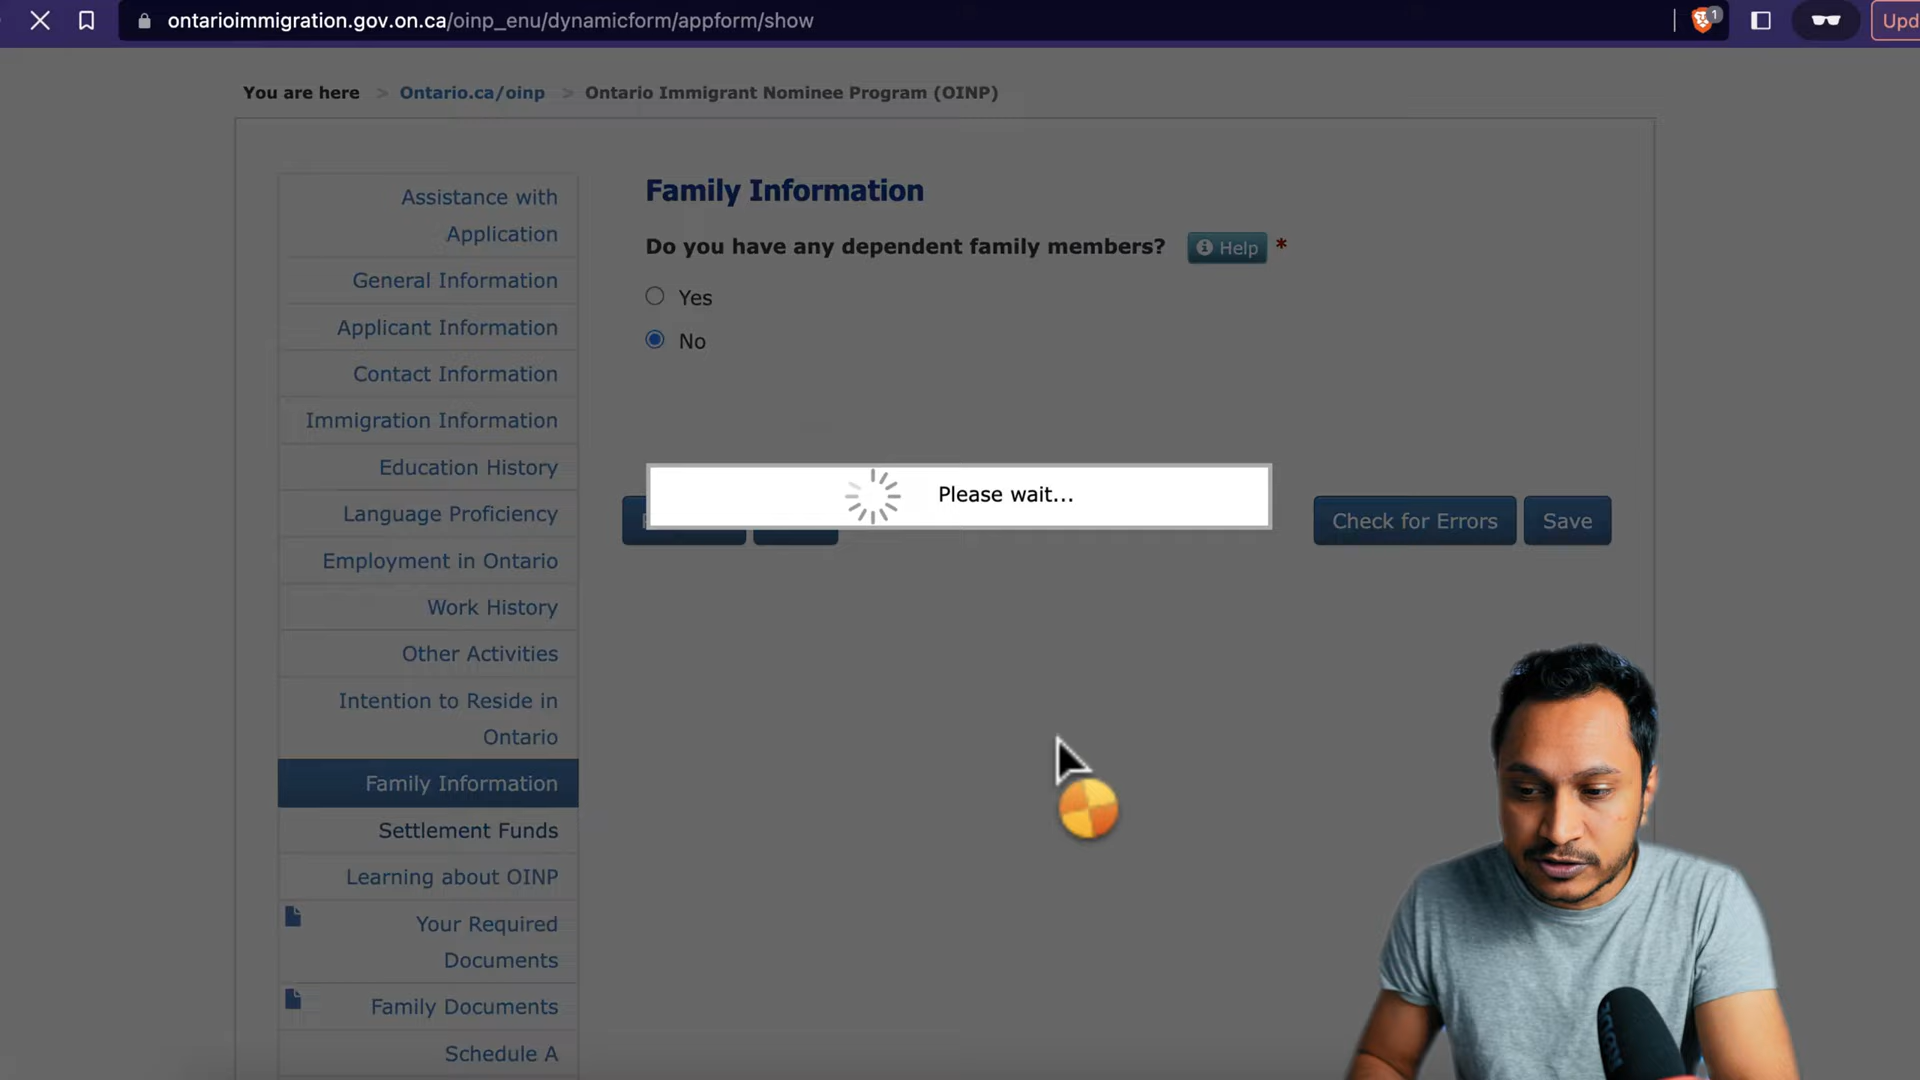 ontarioimmigration.gov.on.ca/oinp_enu/dynamicform/appform/show
1
Upd
You are here > Ontario.ca/oinp > Ontario Immigrant Nominee Program (OINP)
Assistance with
Application
General Information
Applicant Information
Contact Information
Immigration Information
Education History
Language Proficiency
Employment in Ontario
Work History
Other Activities
Intention to Reside in
Ontario
Family Information
Settlement Funds
Learning about OINP
Your Required
Documents
Family Documents
Schedule A
Family Information
Do you have any dependent family members? Help *
Yes
No
Please wait...
Check for Errors
Save